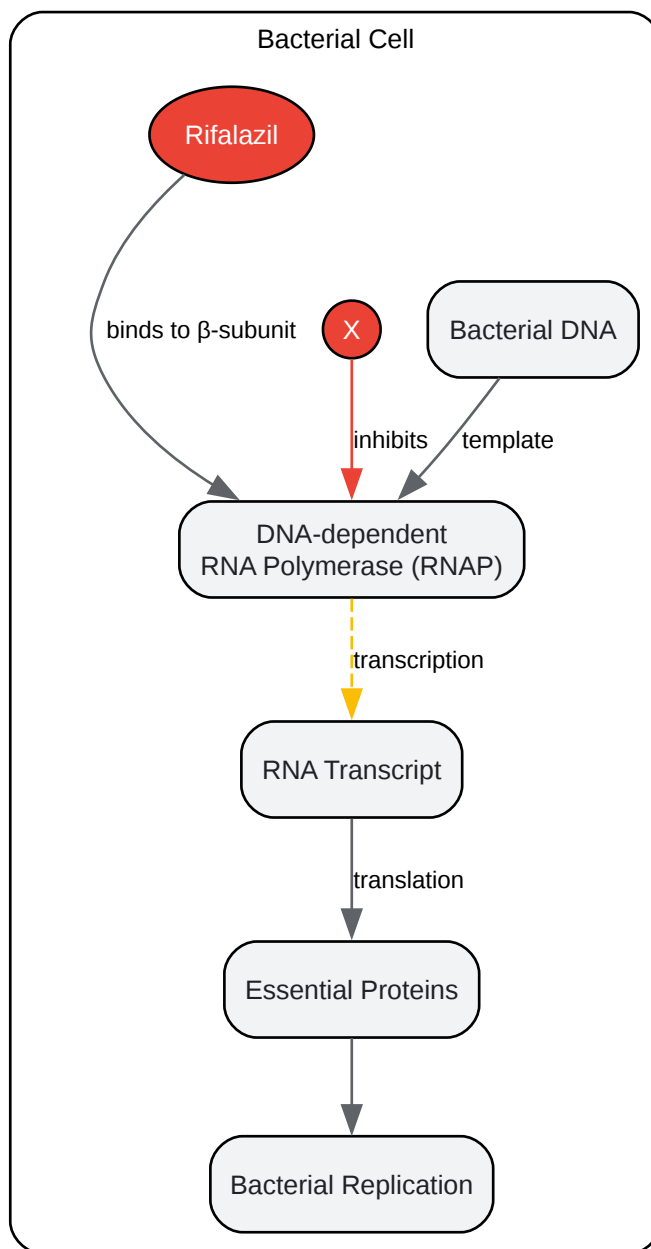 Bacterial Cell
Rifalazil
binds to β-subunit
X
Bacterial DNA
inhibits
template
DNA-dependent
RNA Polymerase (RNAP)
transcription
RNA Transcript
translation
Essential Proteins
Bacterial Replication